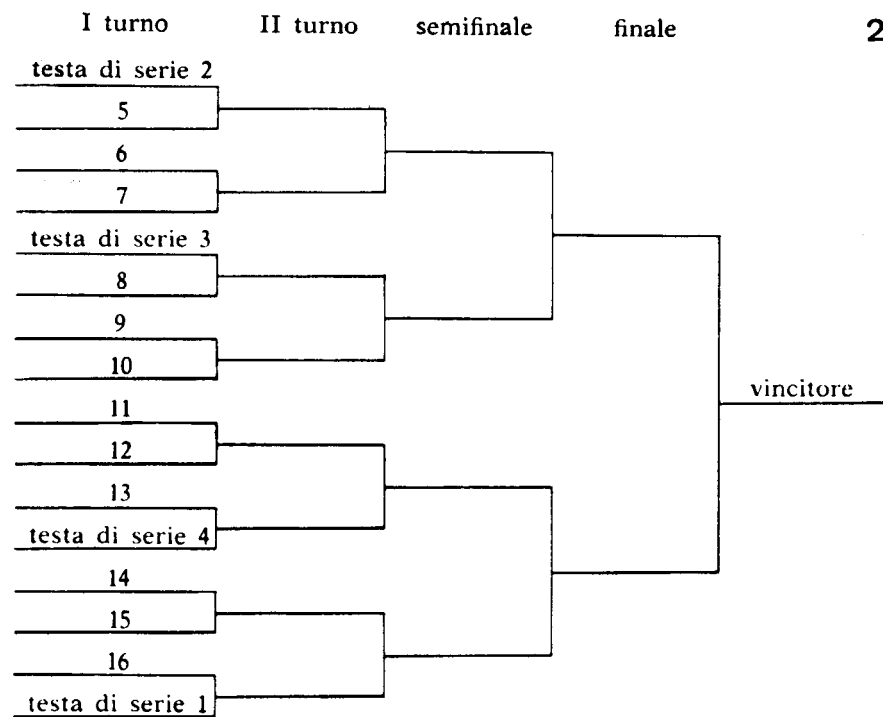 I turno II turno semifinale finale 2
testa di serie 2
5
6
7
testa di serie 3
8
9
10
vincitore
11
12
13
testa di serie 4
14
15
16
testa di serie 1